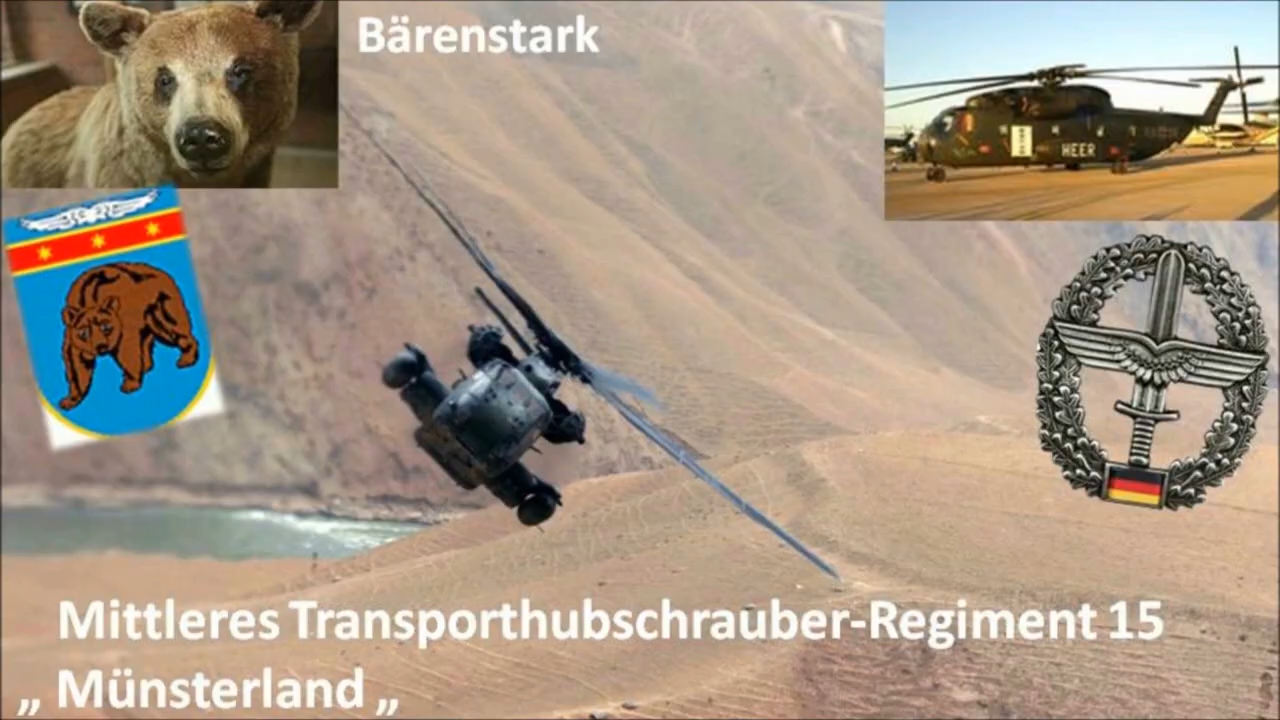 Bärenstark
HEER
Mittleres Transporthubschrauber-Regiment 15
„ Münsterland „